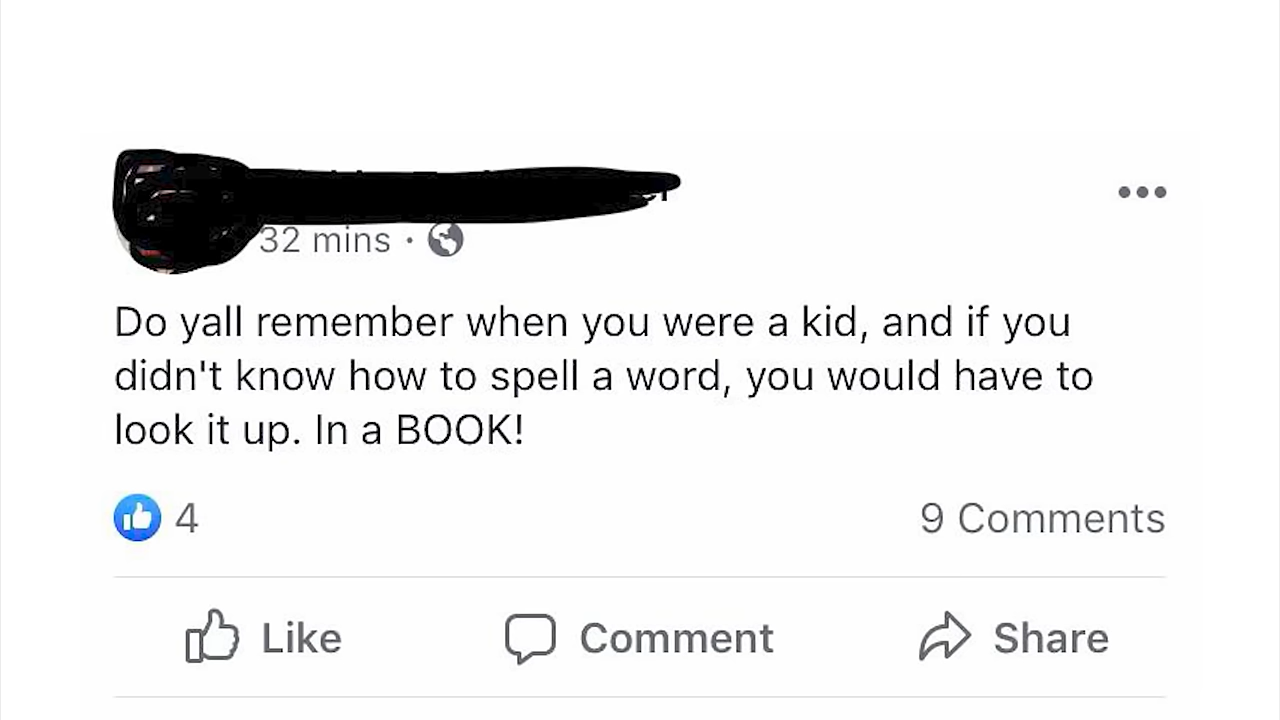 32 mins ·
Do yall remember when you were a kid, and if you
didn't know how to spell a word, you would have to
look it up. In a BOOK!
4 9 Comments
Like Comment Share